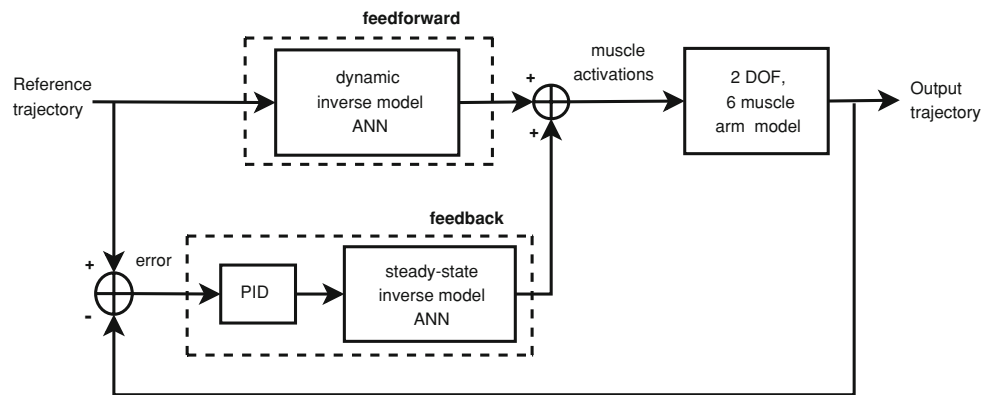 feedforward
Reference
trajectory
dynamic
inverse model
ANN
+
+
muscle
activations
2 DOF,
6 muscle
arm model
Output
trajectory
feedback
+
-
error
PID
steady-state
inverse model
ANN